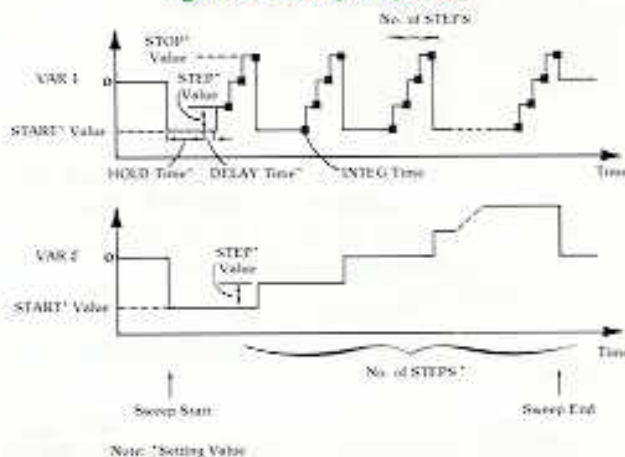 No. of STEPS
STOP*
Value
STEP*
Value
VAR 1
0
START* Value
HOLD Time*
DELAY Time*
INTEG Time
Time
VAR 2
0
STEP*
Value
START* Value
Time
No. of STEPS*
Sweep Start
Sweep End
Note: *Setting Value